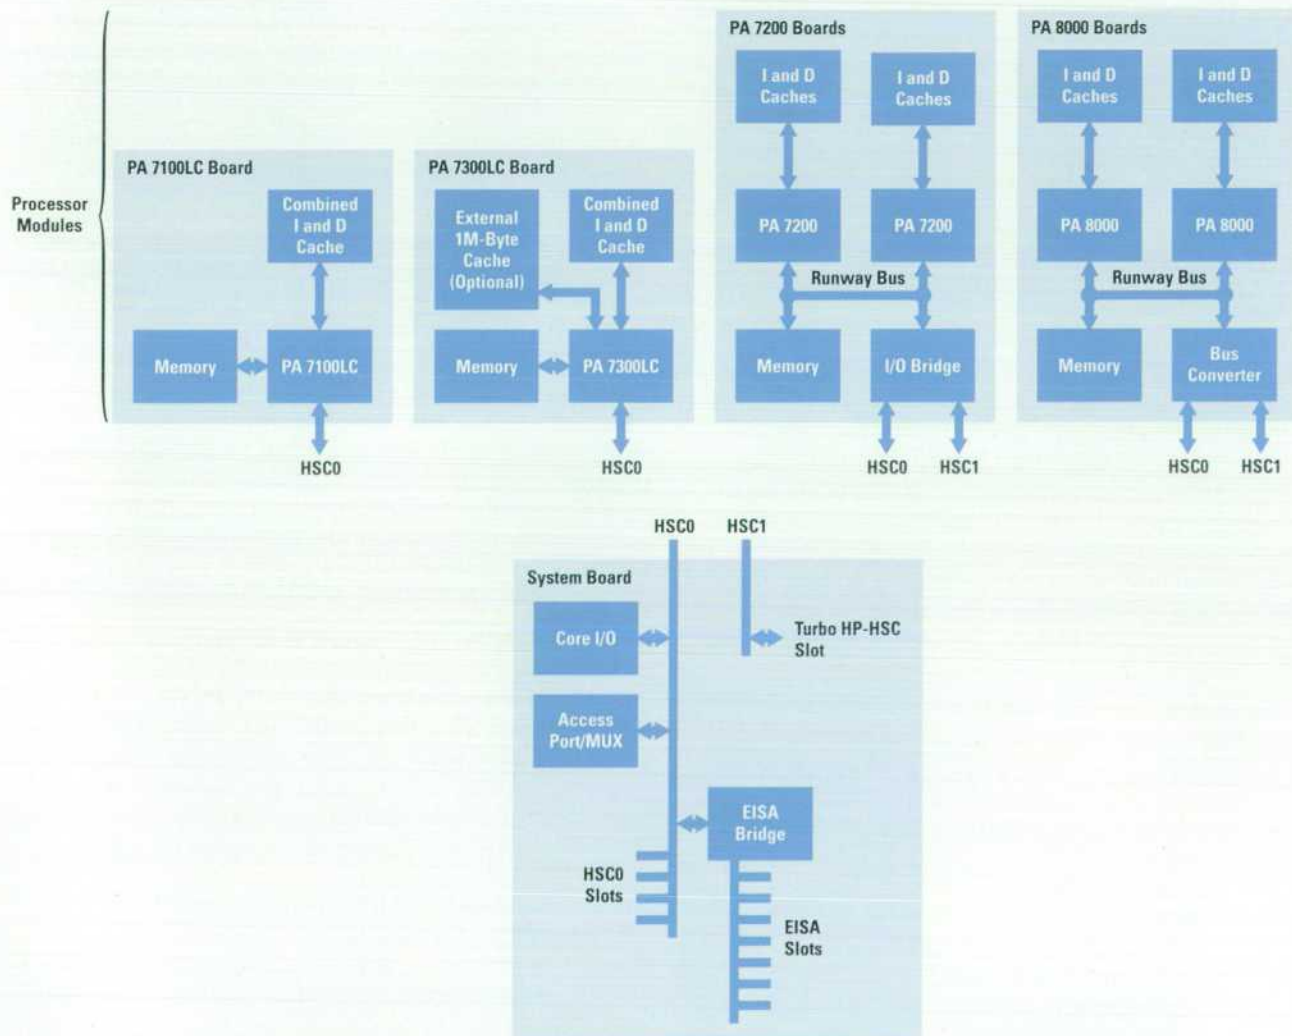 Processor
Modules
PA 7100LC Board
Combined
I and D
Cache
Memory
PA 7100LC
HSC0
PA 7300LC Board
External
1M-Byte
Cache
(Optional)
Combined
I and D
Cache
Memory
PA 7300LC
HSC0
PA 7200 Boards
I and D
Caches
I and D
Caches
PA 7200
PA 7200
Runway Bus
Memory
I/O Bridge
HSC0
HSC1
PA 8000 Boards
I and D
Caches
I and D
Caches
PA 8000
PA 8000
Runway Bus
Memory
Bus
Converter
HSC0
HSC1
HSC0
HSC1
System Board
Core I/O
Turbo HP-HSC
Slot
Access
Port/MUX
EISA
Bridge
HSC0
Slots
EISA
Slots